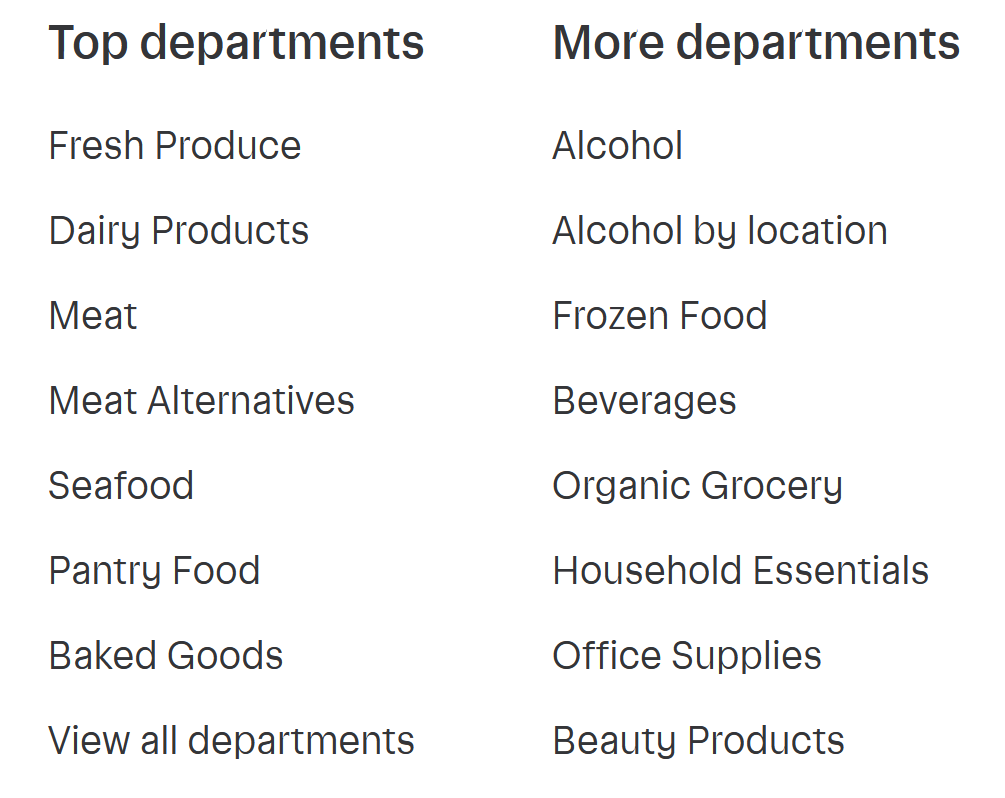 Top departments
Fresh Produce
Dairy Products
Meat
Meat Alternatives
Seafood
Pantry Food
Baked Goods
View all departments
More departments
Alcohol
Alcohol by location
Frozen Food
Beverages
Organic Grocery
Household Essentials
Office Supplies
Beauty Products